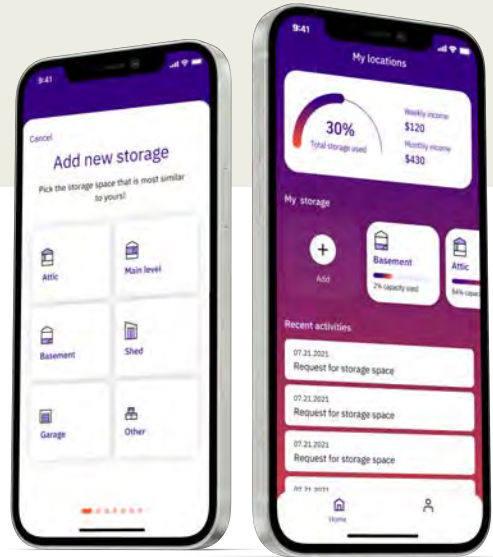 9:41
Cancel
Add new storage
Pick the storage space that is most similar
to yours!
Attic
Main level
Basement
Shed
Garage
Other
9:41
My locations
30%
Total storage used
Weekly income
$120
Monthly income
$430
My storage
Add
Basement
2% capacity used
Attic
Recent activities
07.21.2021
Request for storage space
07.21.2021
Request for storage space
07.21.2021
Request for storage space
07.21.2021
Home